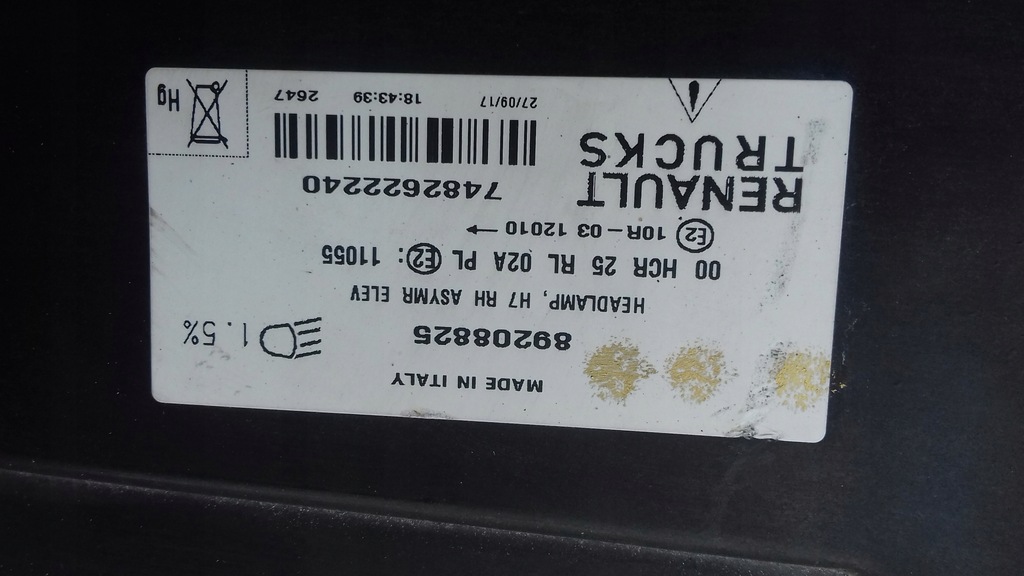 MADE IN ITALY
89208825
1.5%
HEADLAMP, H7 RH ASYMR ELEV
00 HCR 25 RL 02A PL E2: 11055
E2 10R-03 12010 →
RENAULT
TRUCKS
7482622240
27/09/17 18:43:39 2647
Hg